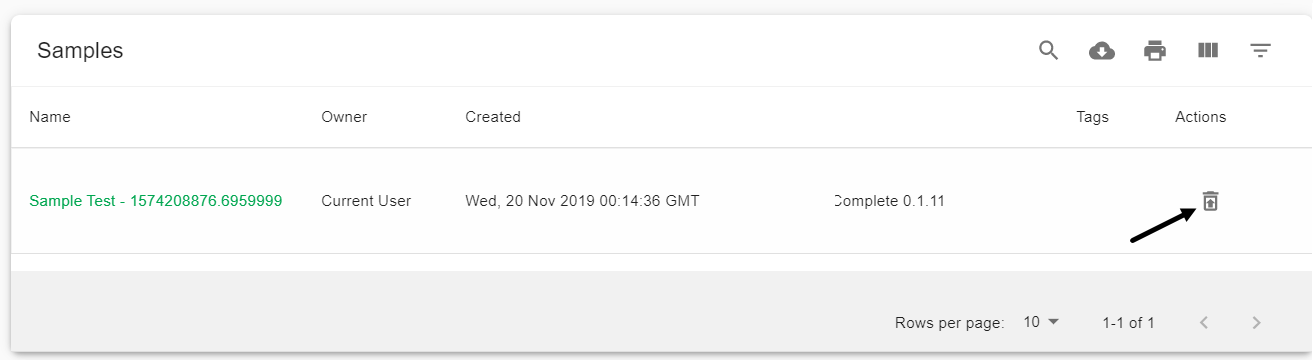 Samples
Name Owner Created Tags Actions
Sample Test - 1574208876.6959999 Current User Wed, 20 Nov 2019 00:14:36 GMT Complete 0.1.11
Rows per page: 10 1-1 of 1